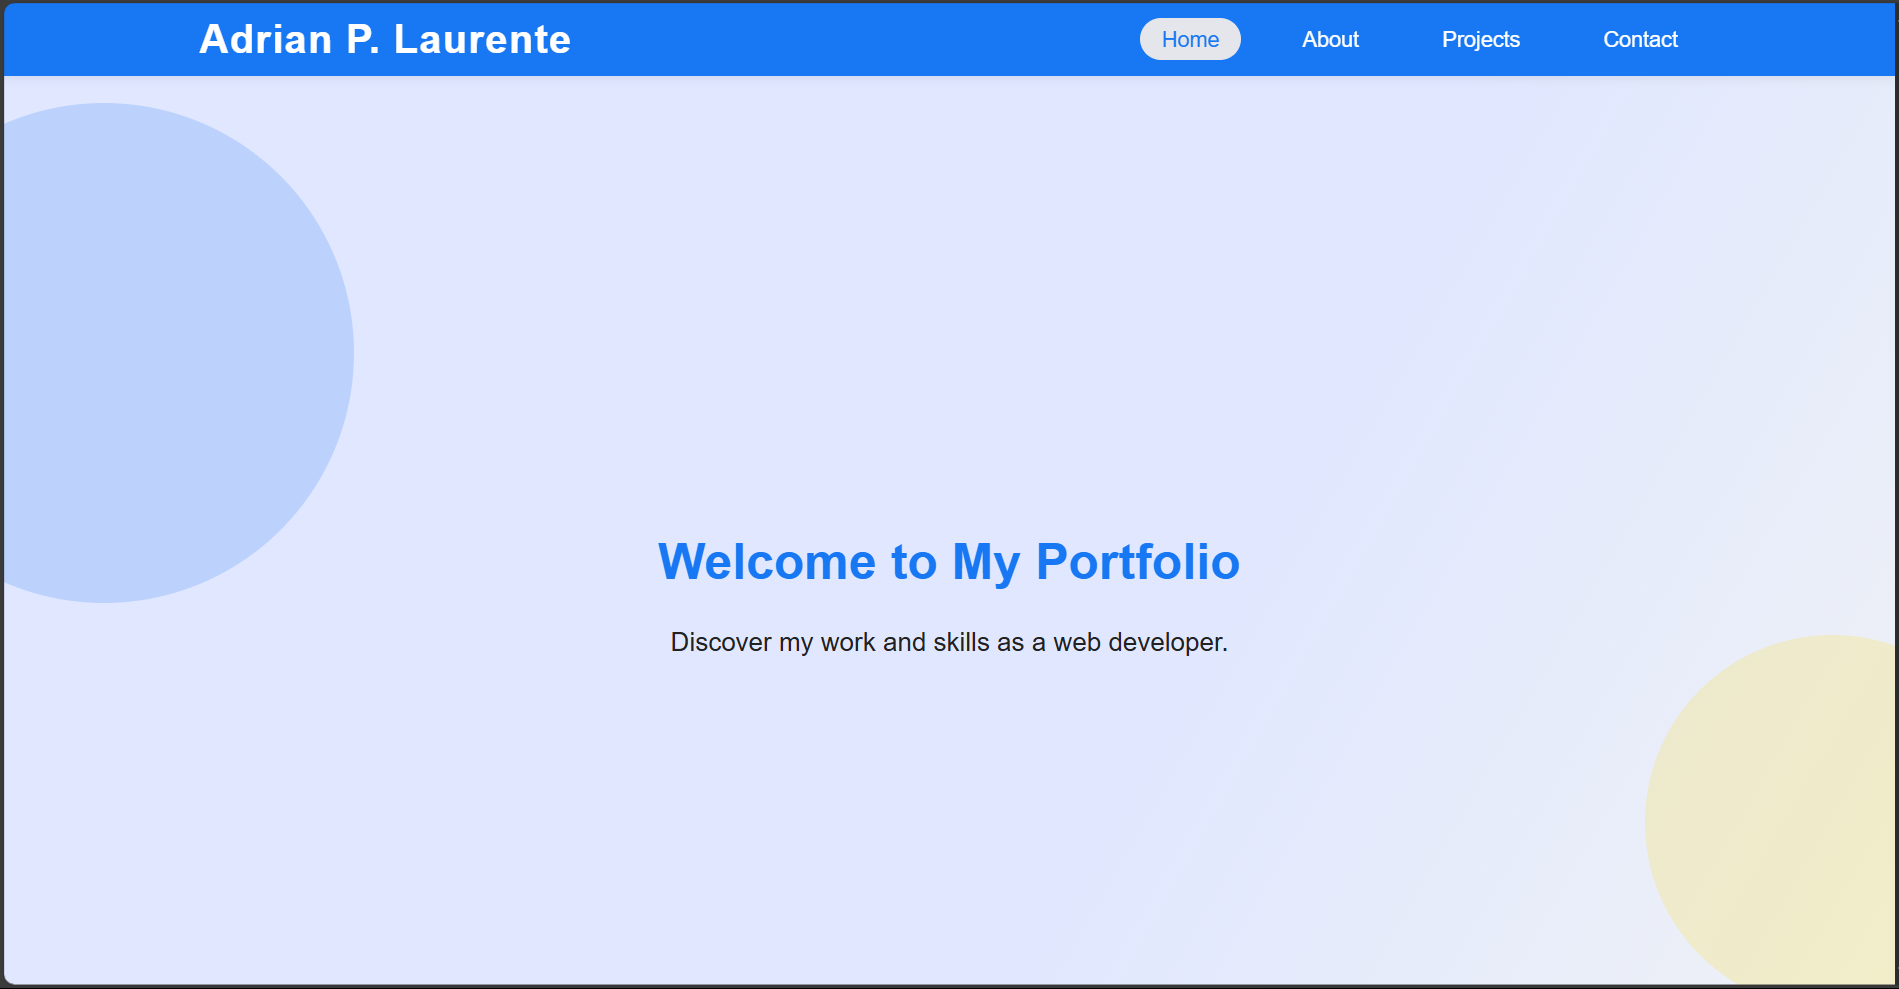 Adrian P. Laurente
Home About Projects Contact
Welcome to My Portfolio
Discover my work and skills as a web developer.